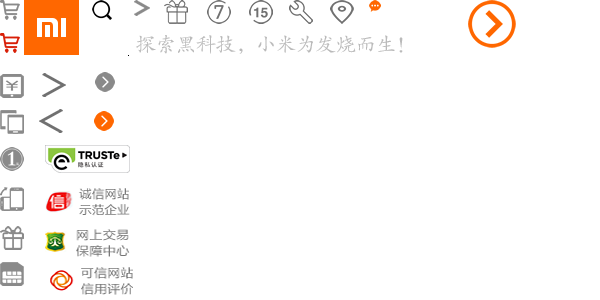 mi
7
15
探索黑科技，小米为发烧而生！
¥
1
TRUSTe
隐私认证
信
诚信网站
示范企业
网上交易
保障中心
可信网站
信用评价